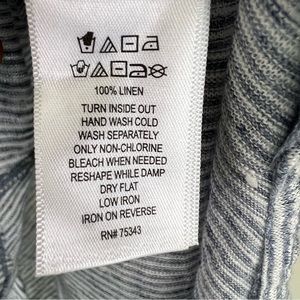 100% LINEN
TURN INSIDE OUT
HAND WASH COLD
WASH SEPARATELY
ONLY NON-CHLORINE
BLEACH WHEN NEEDED
RESHAPE WHILE DAMP
DRY FLAT
LOW IRON
IRON ON REVERSE
RN# 75343